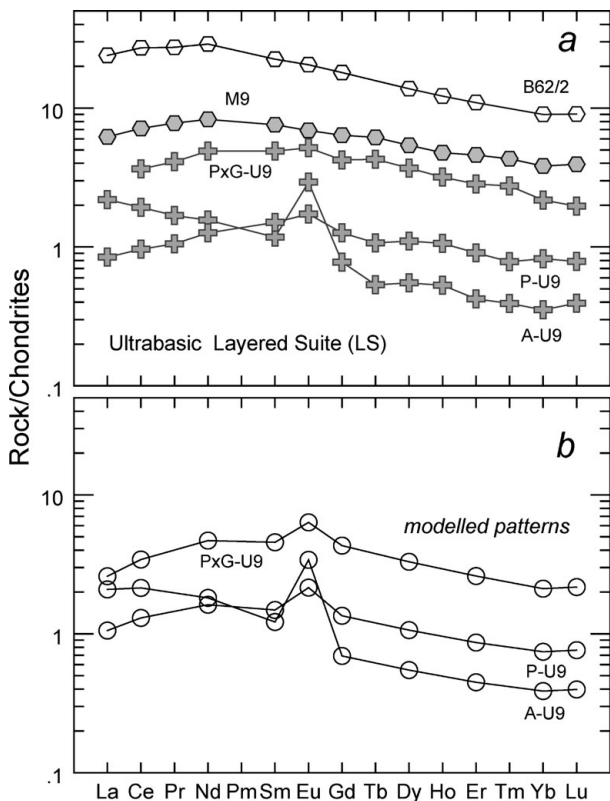 a
B62/2
10
M9
PxG-U9
1
P-U9
A-U9
Ultrabasic Layered Suite (LS)
.1
Rock/Chondrites
b
10
modelled patterns
PxG-U9
1
P-U9
A-U9
.1
La Ce Pr Nd Pm Sm Eu Gd Tb Dy Ho Er Tm Yb Lu